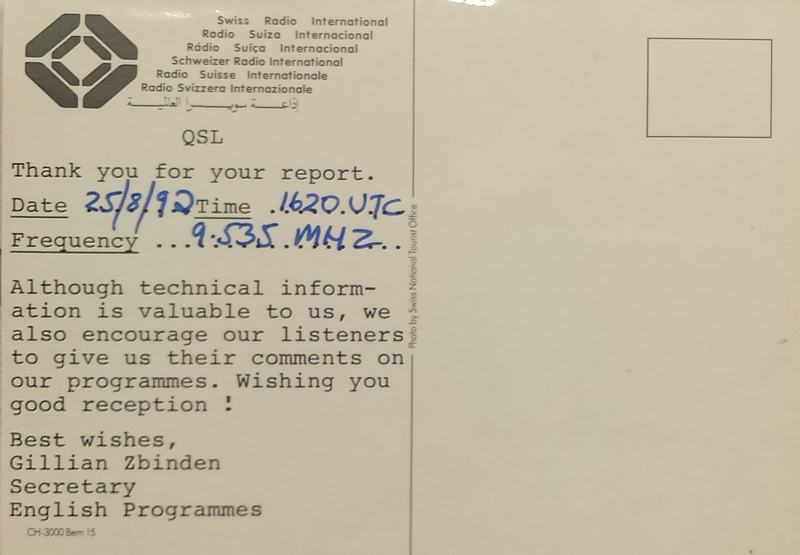 Swiss Radio International
Radio Suiza Internacional
Rádio Suíça Internacional
Schweizer Radio International
Radio Suisse Internationale
Radio Svizzera Internazionale
إذاعة سويسرا العالمية
QSL
Thank you for your report.
Date 25/8/92 Time .1620.UTC
Frequency ...9.535..MHZ..
Although technical inform-
ation is valuable to us, we
also encourage our listeners
to give us their comments on
our programmes. Wishing you
good reception !
Best wishes,
Gillian Zbinden
Secretary
English Programmes
CH-3000 Bern 15
Photo by Swiss National Tourist Office